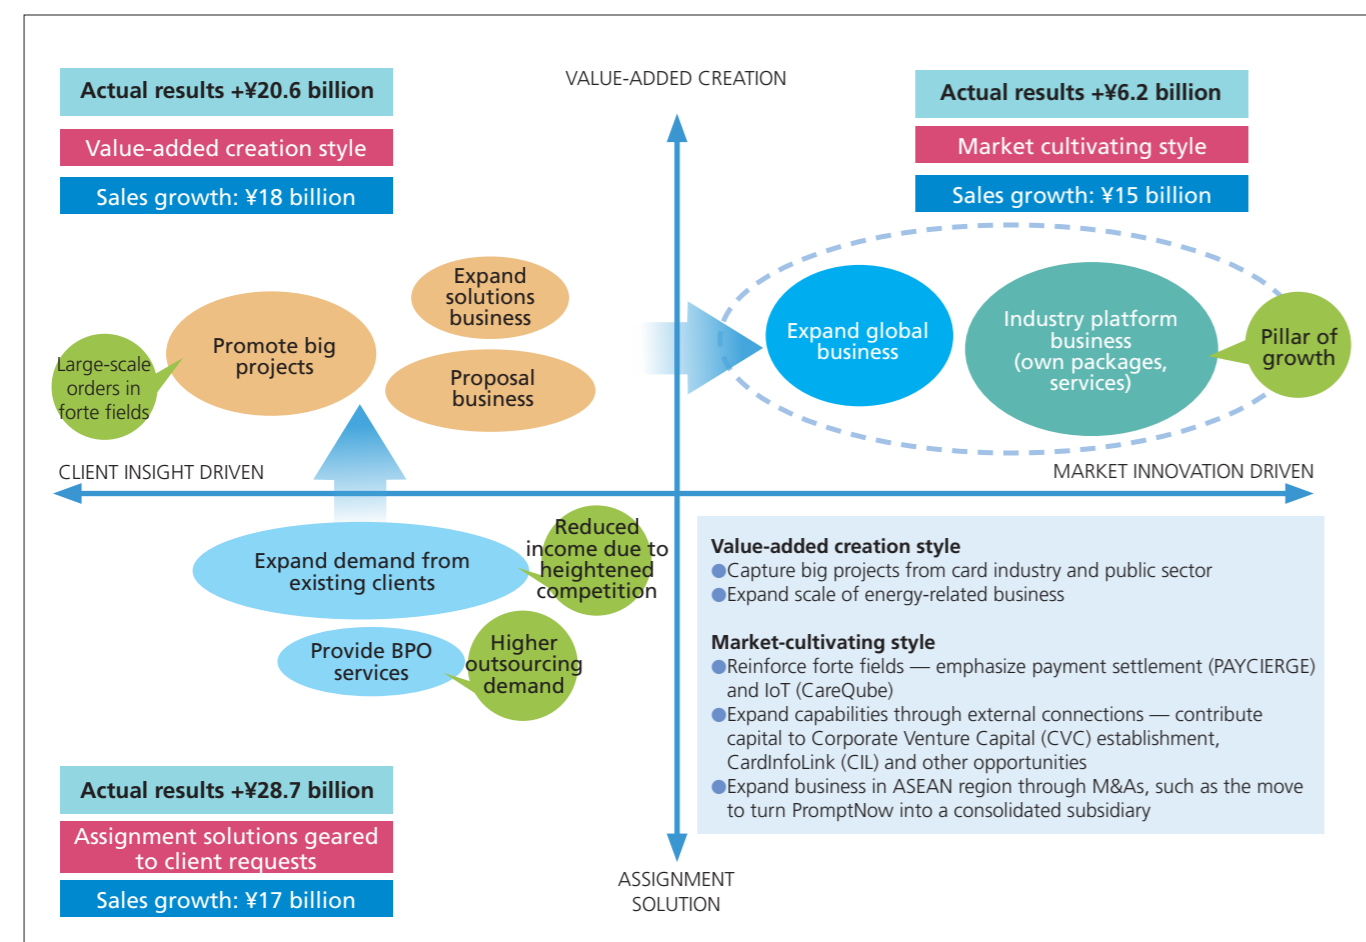 Actual results +¥20.6 billion
Value-added creation style
Sales growth: ¥18 billion
VALUE-ADDED CREATION
Actual results +¥6.2 billion
Market cultivating style
Sales growth: ¥15 billion
Expand
solutions
business
Promote big
projects
Proposal
business
Large-scale
orders in
forte fields
Expand global
business
Industry platform
business
(own packages,
services)
Pillar of
growth
CLIENT INSIGHT DRIVEN
MARKET INNOVATION DRIVEN
Expand demand from
existing clients
Reduced
income due to
heightened
competition
Provide BPO
services
Higher
outsourcing
demand
Value-added creation style
●Capture big projects from card industry and public sector
●Expand scale of energy-related business
Market-cultivating style
●Reinforce forte fields — emphasize payment settlement (PAYCIERGE)
and IoT (CareQube)
●Expand capabilities through external connections — contribute
capital to Corporate Venture Capital (CVC) establishment,
CardInfoLink (CIL) and other opportunities
●Expand business in ASEAN region through M&As, such as the move
to turn PromptNow into a consolidated subsidiary
Actual results +¥28.7 billion
Assignment solutions geared
to client requests
Sales growth: ¥17 billion
ASSIGNMENT
SOLUTION